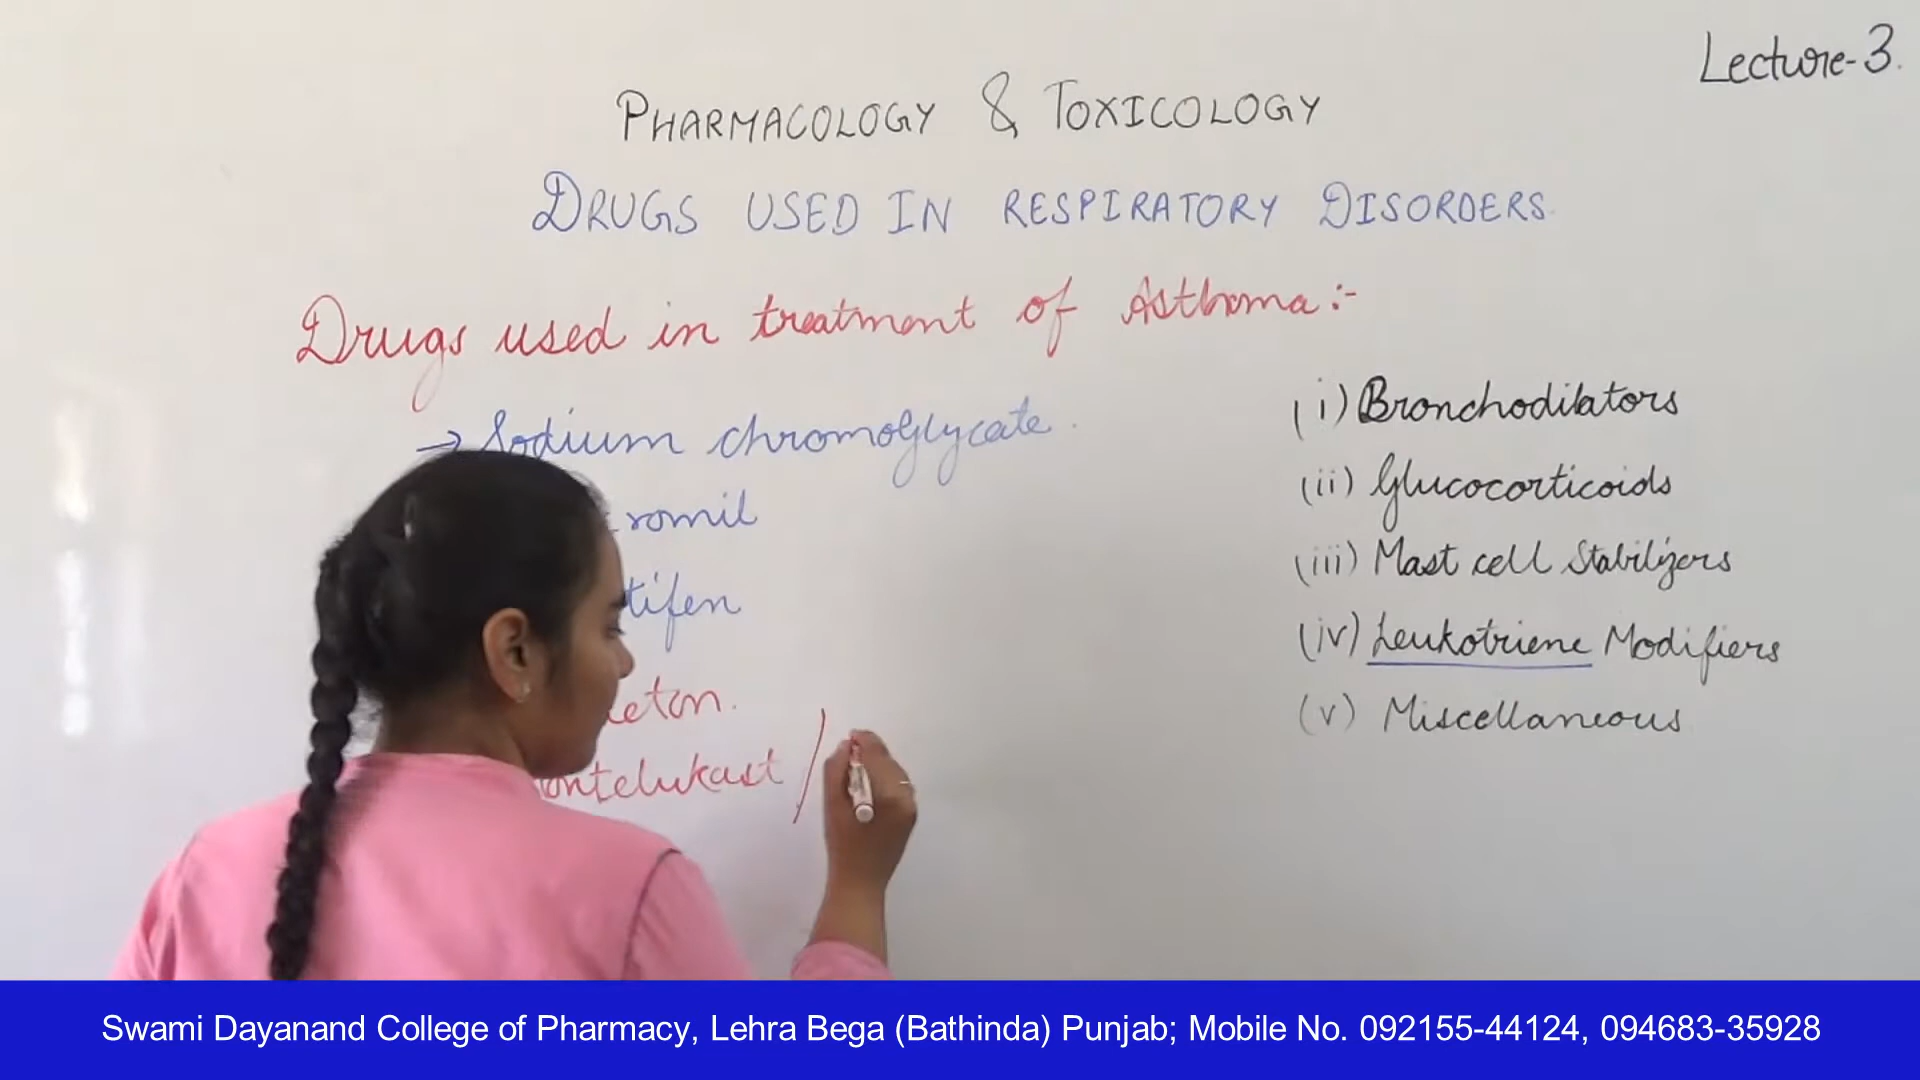 Lecture-3.
PHARMACOLOGY & TOXICOLOGY
DRUGS USED IN RESPIRATORY DISORDERS.
Drugs used in treatment of Asthma:-
→ Sodium chromoglycate.
romil
tifen
eton.
ontelukast /
(i) Bronchodilators
(ii) Glucocorticoids
(iii) Mast cell Stabilizers
(iv) Leukotriene Modifiers
(v) Miscellaneous
Swami Dayanand College of Pharmacy, Lehra Bega (Bathinda) Punjab; Mobile No. 092155-44124, 094683-35928